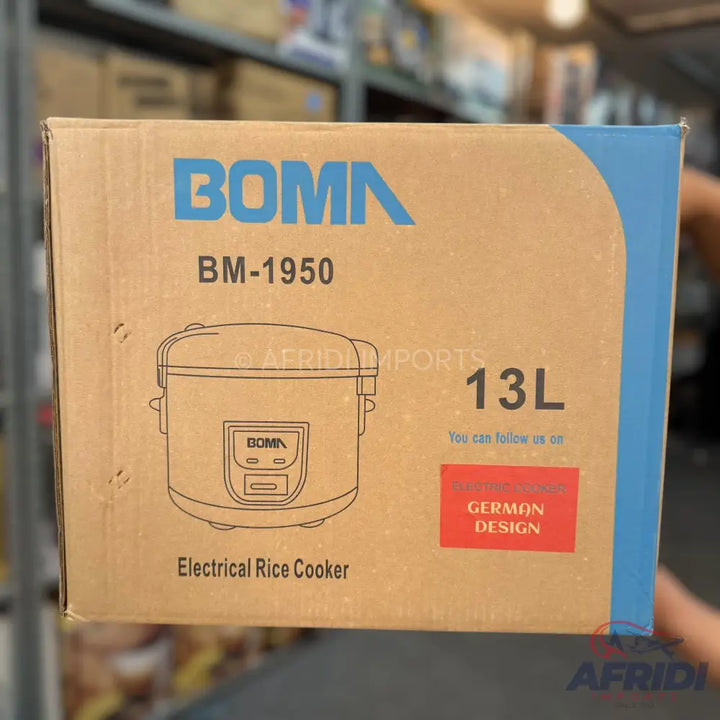 BOMA
BM-1950
© AFRIDI IMPORTS
13L
You can follow us on
BOMA
ELECTRIC COOKER
GERMAN
DESIGN
Electrical Rice Cooker
AFRIDI
IMPORTS